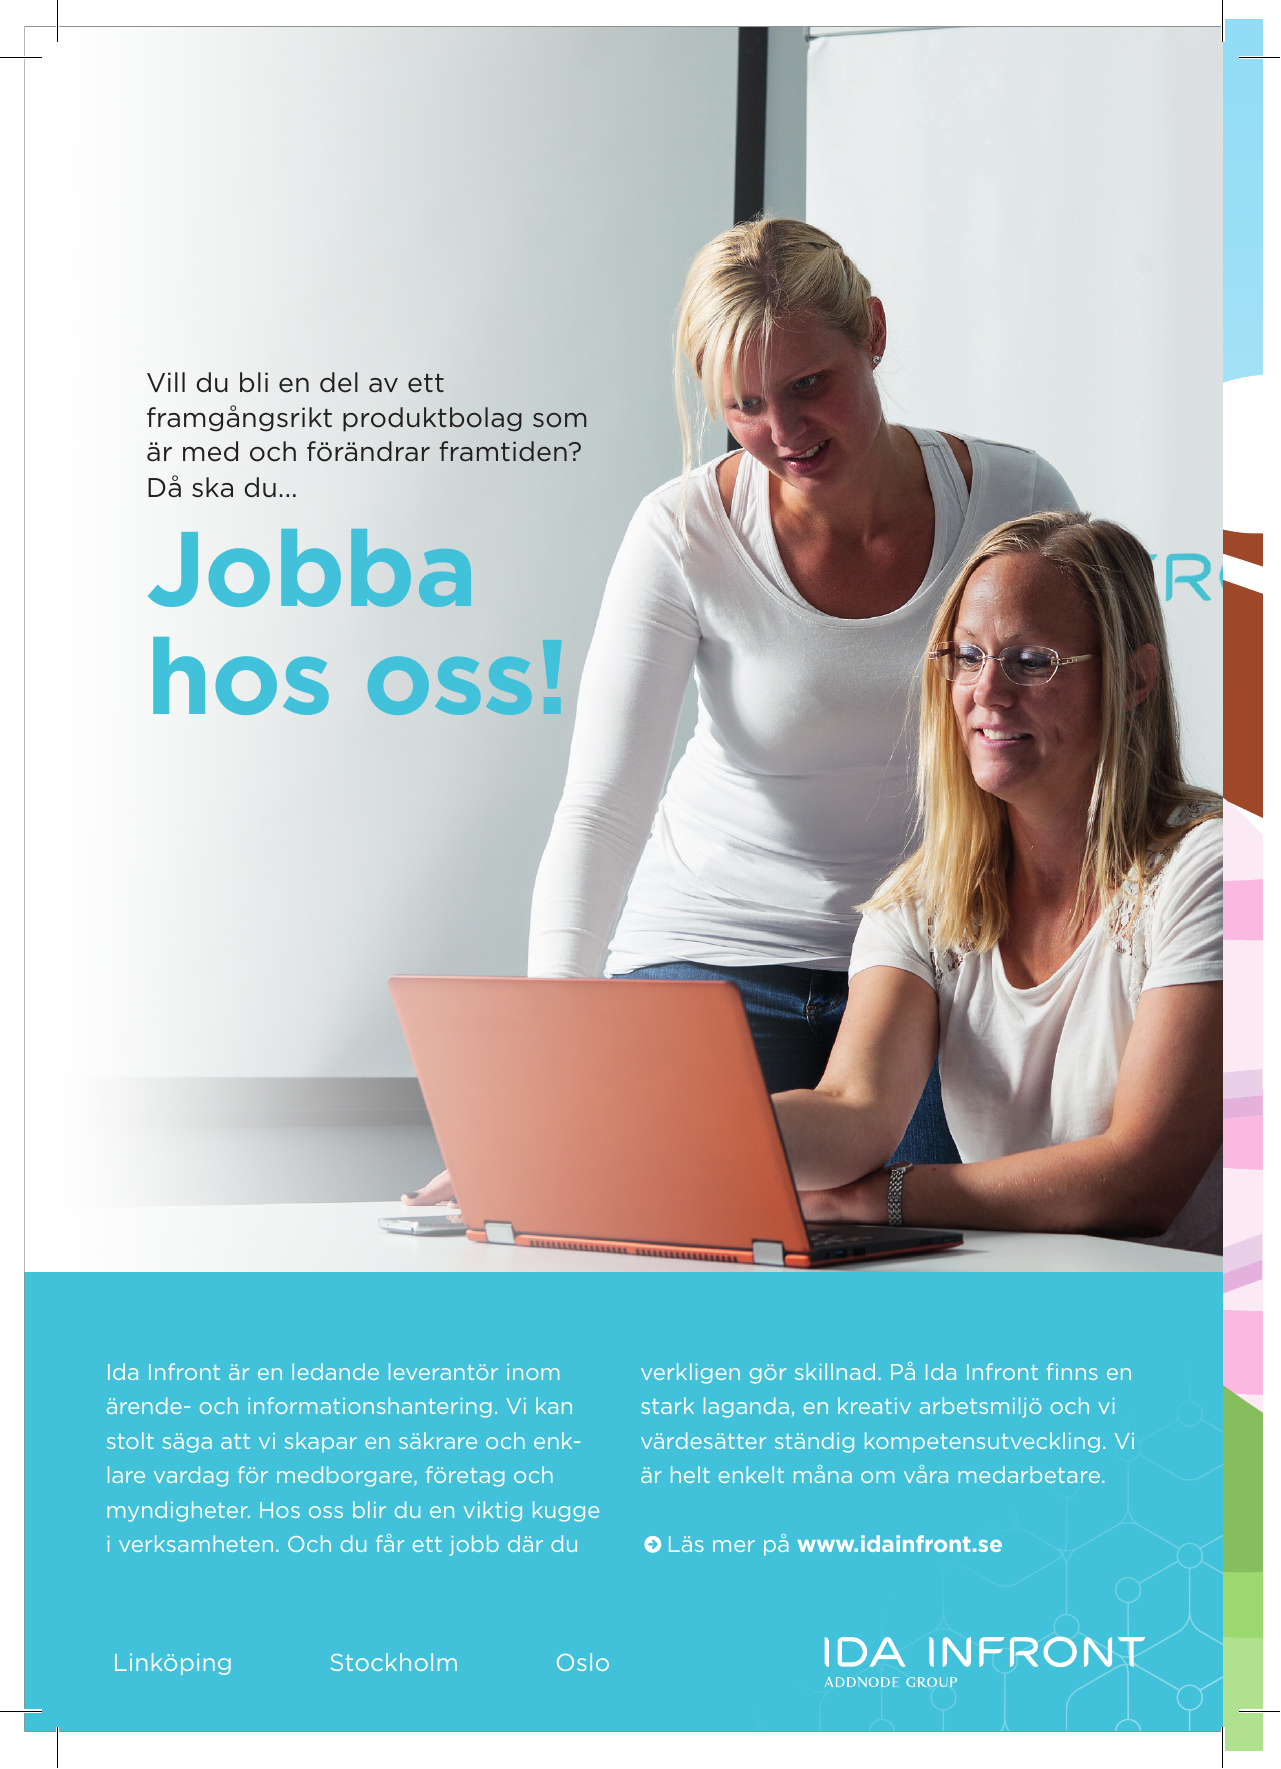 Vill du bli en del av ett
framgångsrikt produktbolag som
är med och förändrar framtiden?
Då ska du...
Jobba
hos oss!
Ida Infront är en ledande leverantör inom
ärende- och informationshantering. Vi kan
stolt säga att vi skapar en säkrare och enk-
lare vardag för medborgare, företag och
myndigheter. Hos oss blir du en viktig kugge
i verksamheten. Och du får ett jobb där du
verkligen gör skillnad. På Ida Infront finns en
stark laganda, en kreativ arbetsmiljö och vi
värdesätter ständig kompetensutveckling. Vi
är helt enkelt måna om våra medarbetare.
Läs mer på www.idainfront.se
Linköping Stockholm Oslo
IDA INFRONT
ADDNODE GROUP